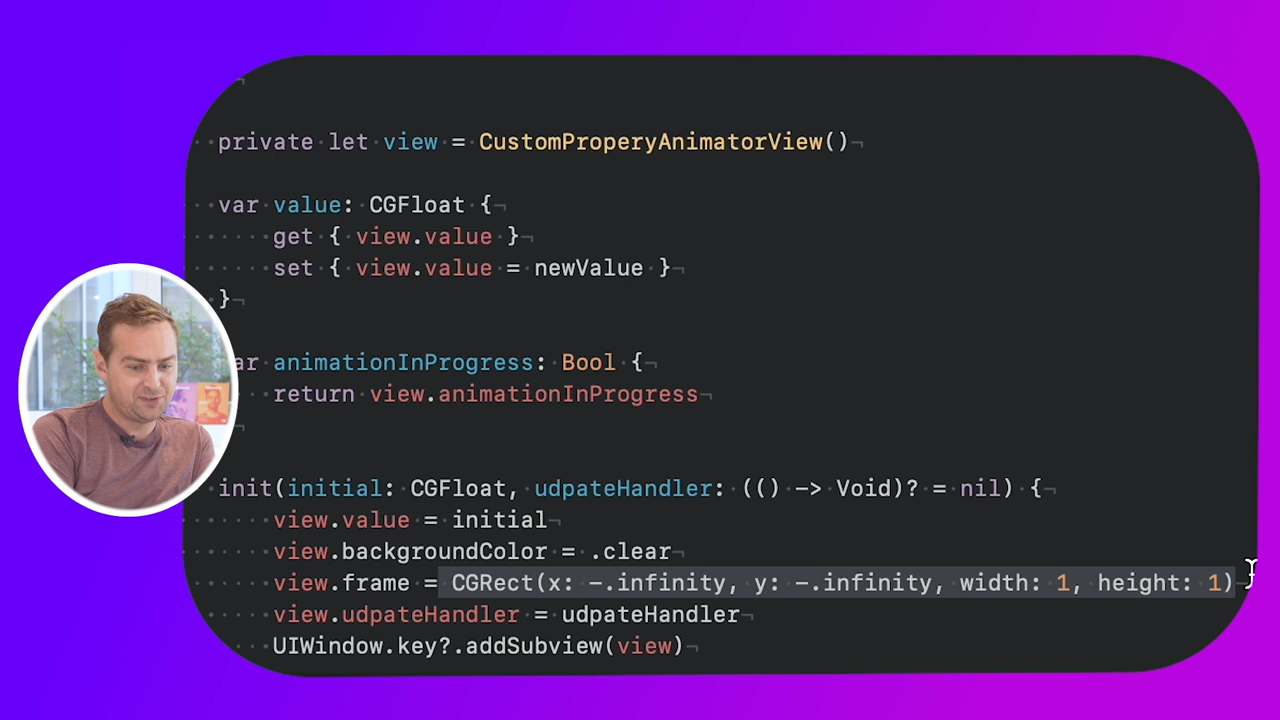 private let view = CustomProperyAnimatorView()
var value: CGFloat {
get { view.value }
set { view.value = newValue }
}
ar animationInProgress: Bool {
return view.animationInProgress
init(initial: CGFloat, udpateHandler: (() -> Void)? = nil) {
view.value = initial
view.backgroundColor = .clear
view.frame = CGRect(x: -.infinity, y: -.infinity, width: 1, height: 1)
view.udpateHandler = udpateHandler
UIWindow.key?.addSubview(view)